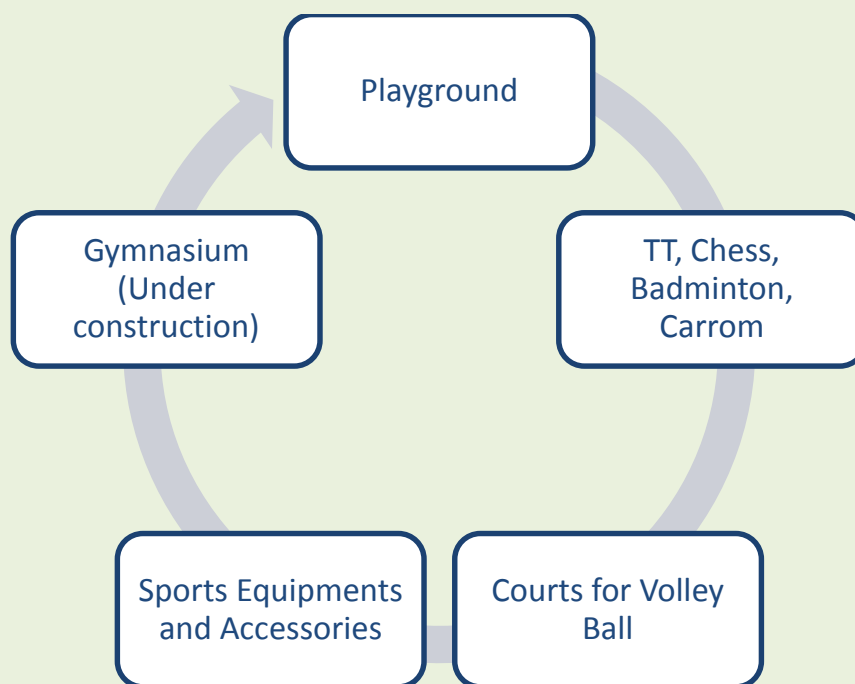 Playground
TT, Chess,
Badminton,
Carrom
Courts for Volley
Ball
Sports Equipments
and Accessories
Gymnasium
(Under
construction)